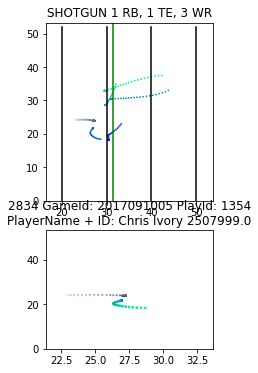 SHOTGUN 1 RB, 1 TE, 3 WR
50
40
30
20
10
0
20 30 40 50
2834 GameId: 2017091005 PlayId: 1354
PlayerName + ID: Chris Ivory 2507999.0
40
20
0
22.5 25.0 27.5 30.0 32.5